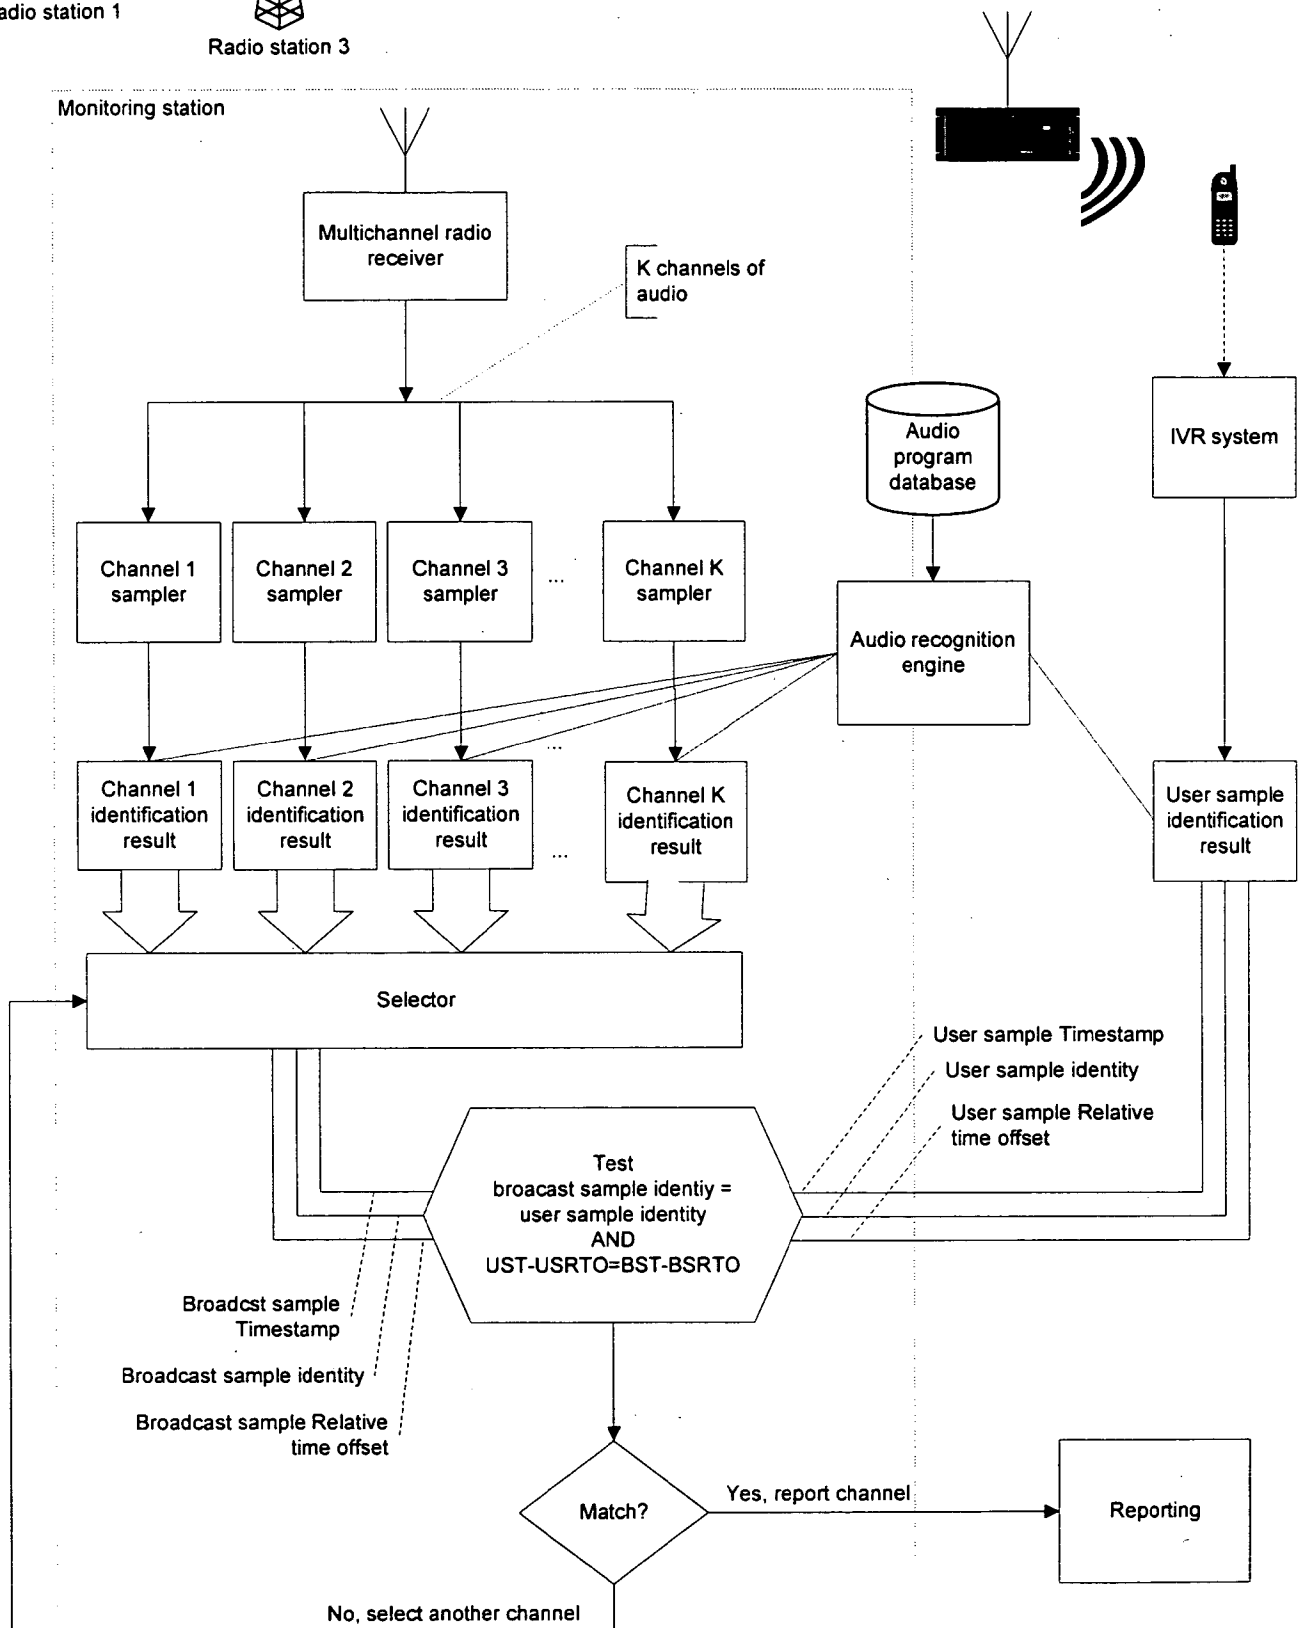 adio station 1
Radio station 3
Monitoring station
Multichannel radio
receiver
K channels of
audio
Audio
program
database
IVR system
Channel 1
sampler
Channel 2
sampler
Channel 3
sampler
...
Channel K
sampler
Audio recognition
engine
...
Channel 1
identification
result
Channel 2
identification
result
Channel 3
identification
result
...
Channel K
identification
result
User sample
identification
result
Selector
User sample Timestamp
User sample identity
User sample Relative
time offset
Test
broacast sample identiy =
user sample identity
AND
UST-USRTO=BST-BSRTO
Broadcst sample
Timestamp
Broadcast sample identity
Broadcast sample Relative
time offset
Match?
Yes, report channel
Reporting
No, select another channel